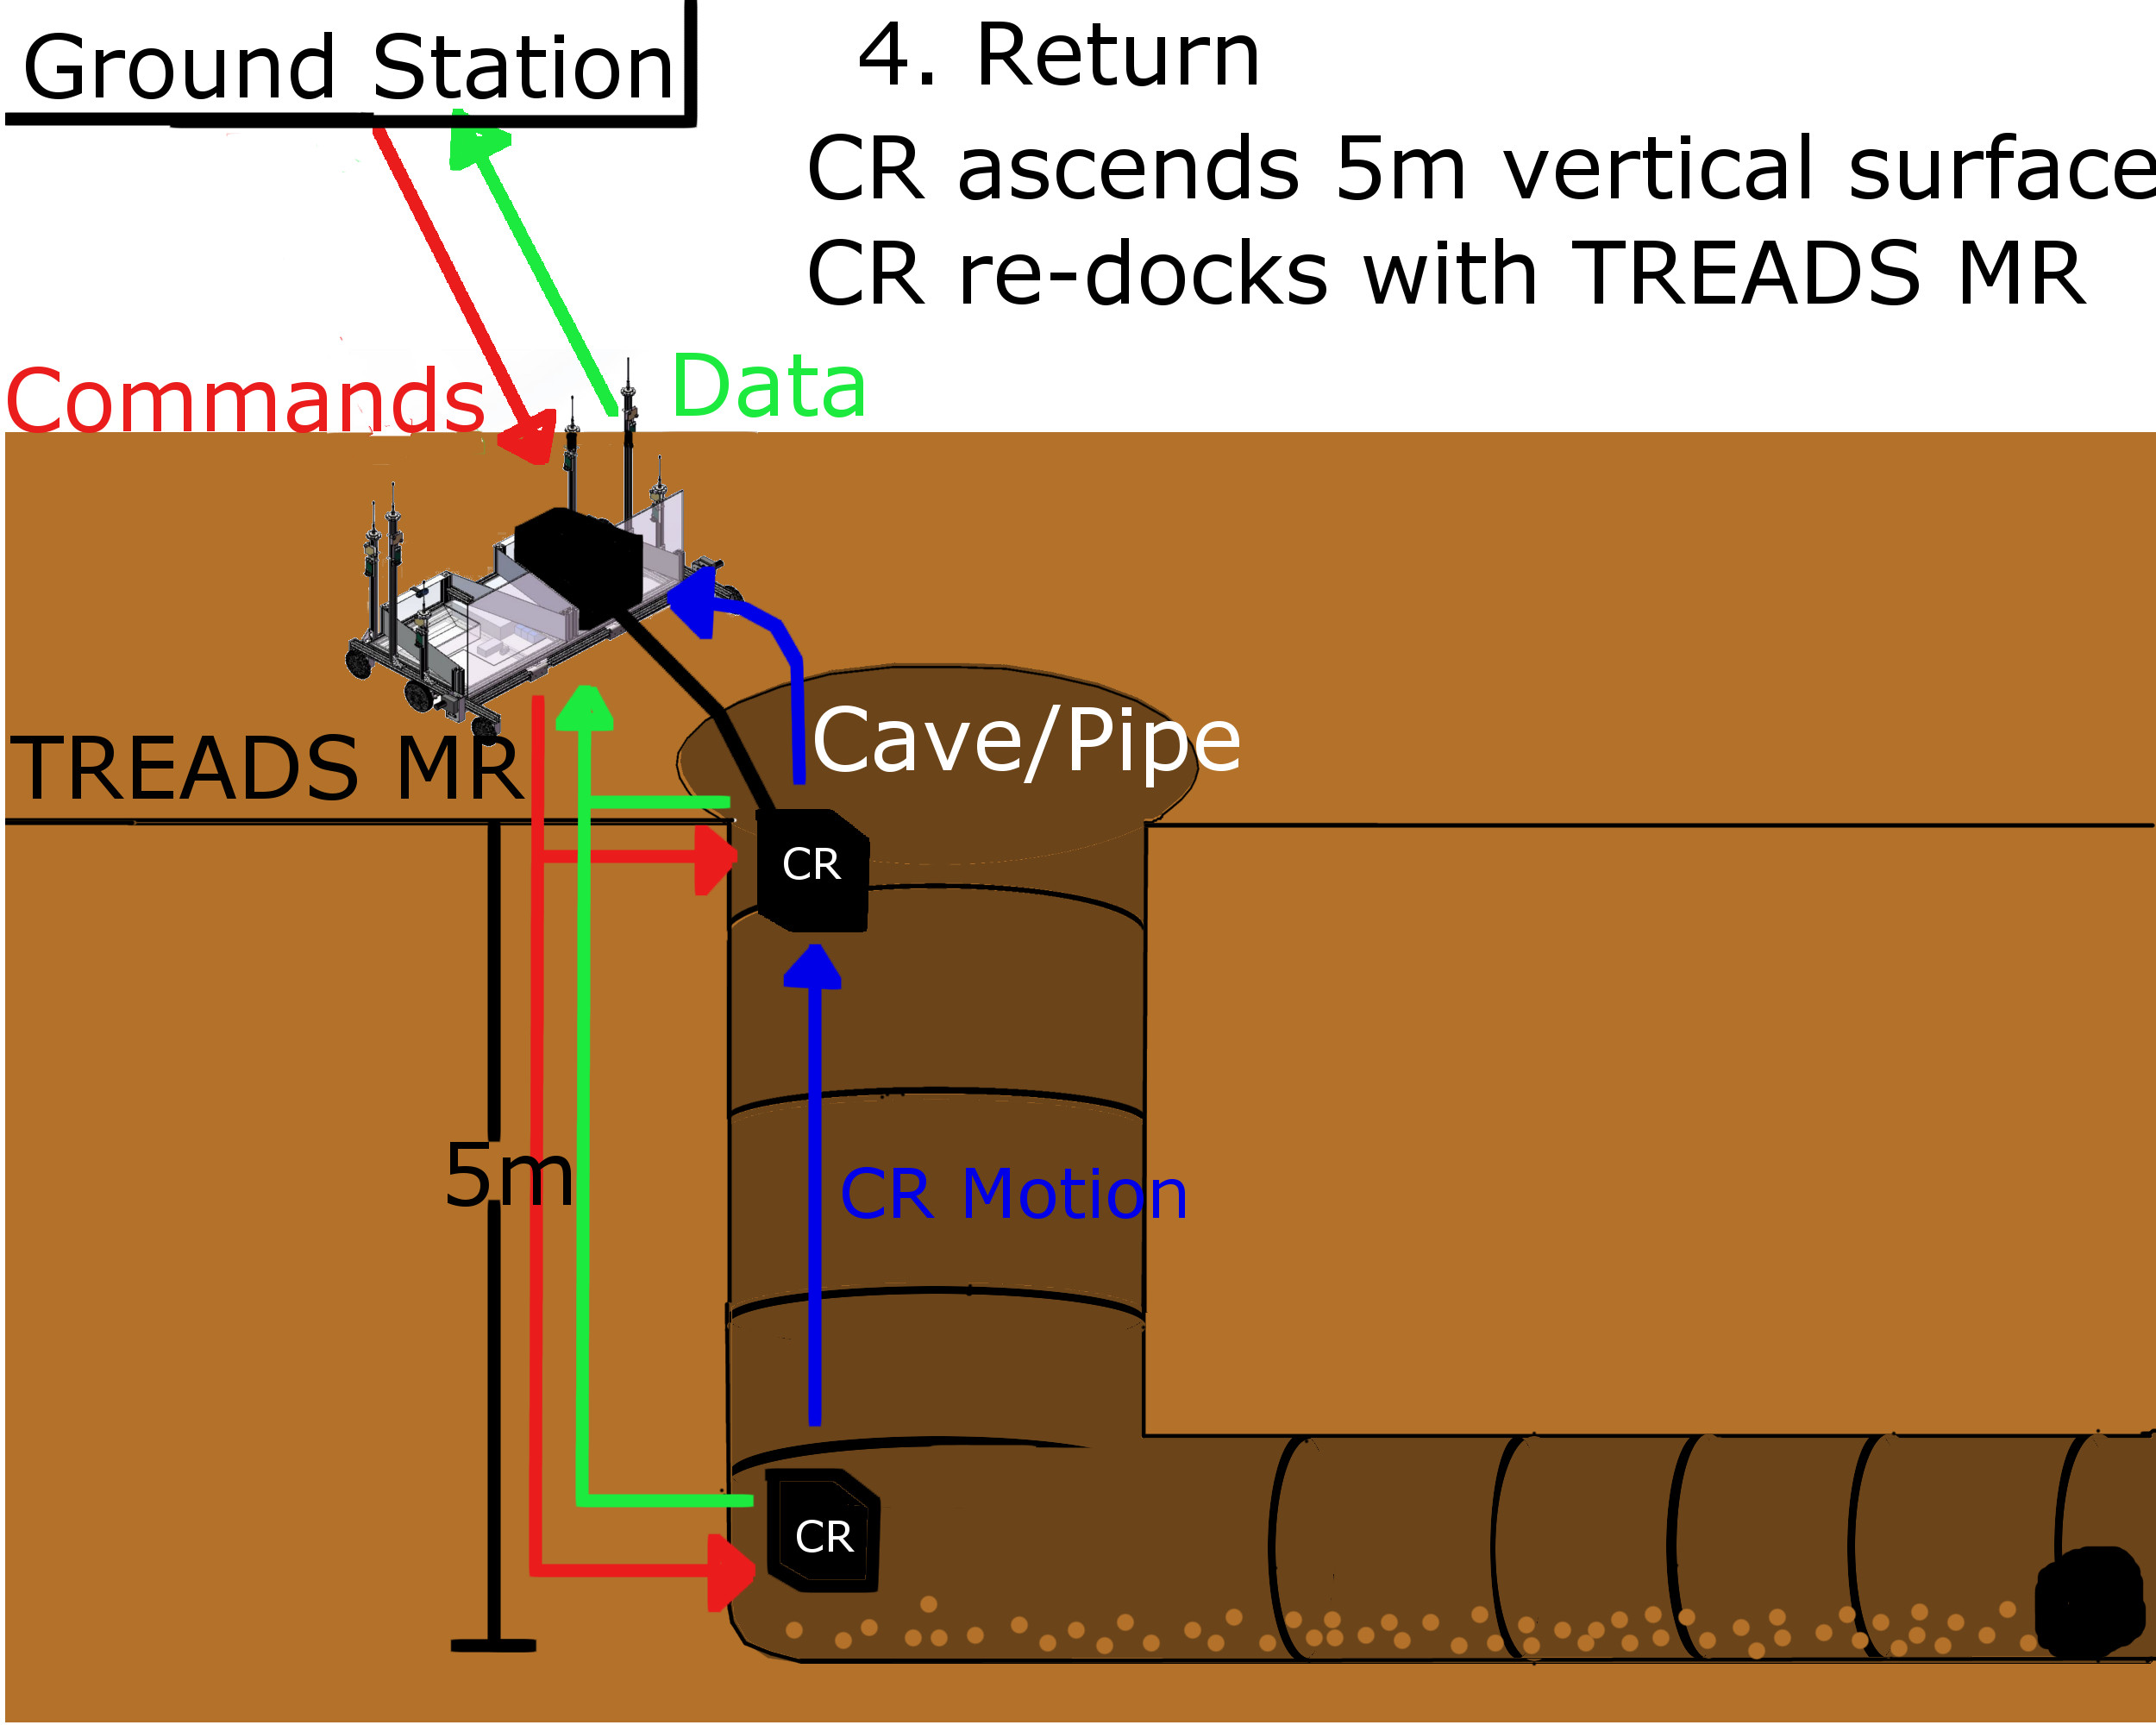 Ground Station
4. Return
CR ascends 5m vertical surface
CR re-docks with TREADS MR
Commands
Data
TREADS MR
Cave/Pipe
CR
5m
CR Motion
CR